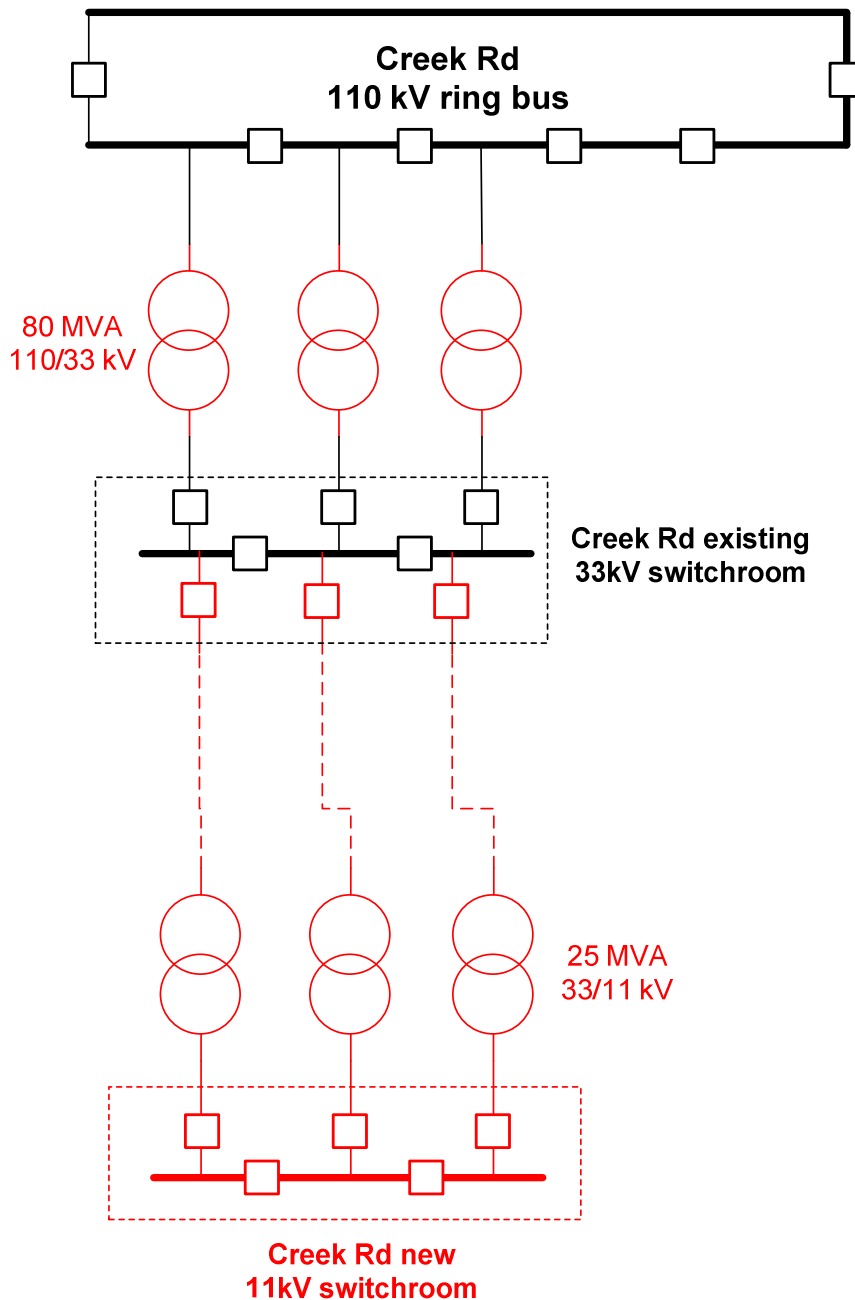 Creek Rd
110 kV ring bus
80 MVA
110/33 kV
Creek Rd existing
33kV switchroom
25 MVA
33/11 kV
Creek Rd new
11kV switchroom